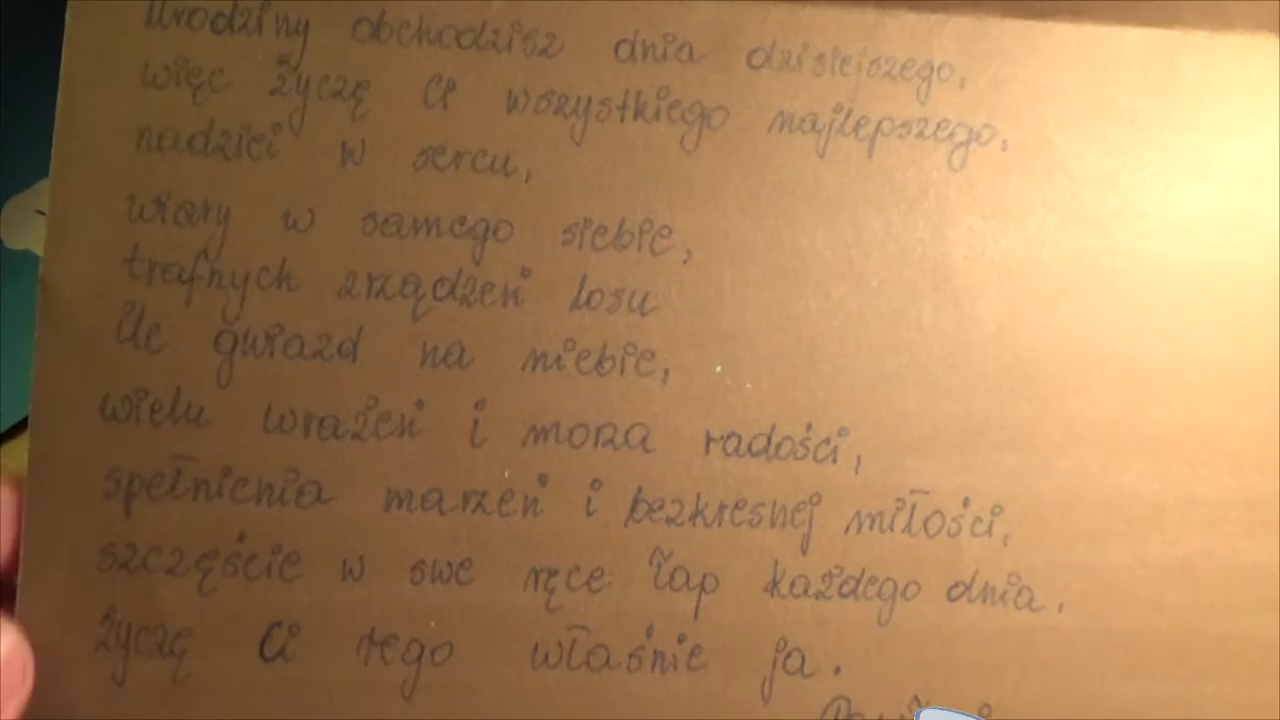 Urodziny obchodzisz dnia dzisiejszego,
więc życzę Ci wszystkiego najlepszego,
nadziei w sercu,
wiary w samego siebie,
trafnych zrządzeń losu
ile gwiazd na niebie,
wielu wrażeń i morza radości,
spełnienia marzeń i bezkresnej miłości,
szczęście w swe ręce łap każdego dnia.
życzę Ci tego właśnie ja.